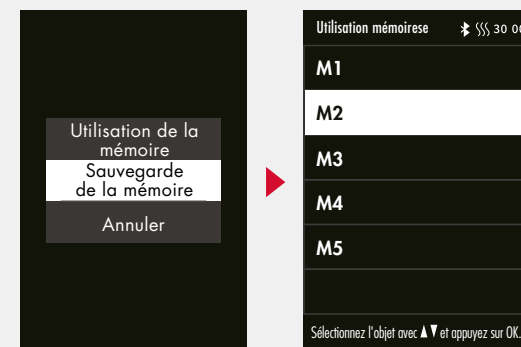 Utilisation de la
mémoire
Sauvegarde
de la mémoire
Annuler
Utilisation mémoirese 30 00
M1
M2
M3
M4
M5
Sélectionnez l'objet avec ▲▼ et appuyez sur OK.